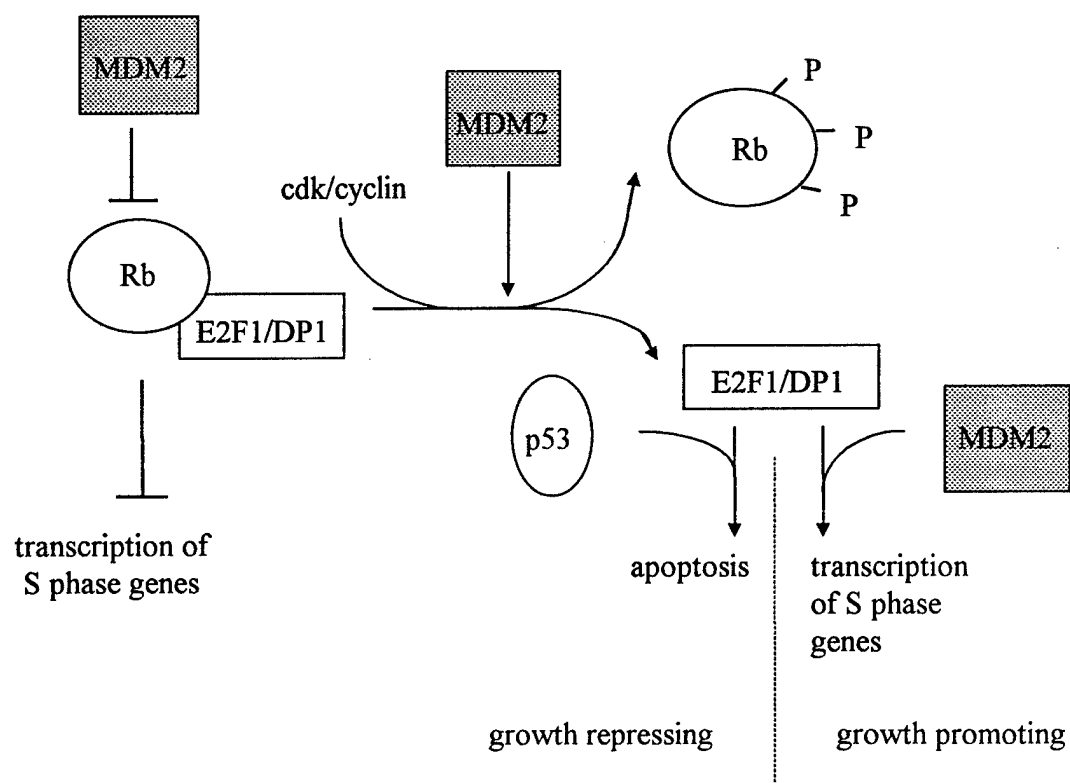 MDM2
MDM2
P
Rb
P
P
cdk/cyclin
Rb
E2F1/DP1
E2F1/DP1
p53
MDM2
transcription of
S phase genes
apoptosis
transcription
of S phase
genes
growth repressing
growth promoting